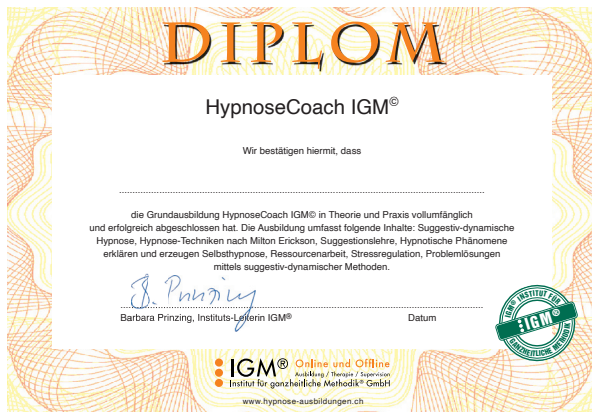 DIPLOM
HypnoseCoach IGM©
Wir bestätigen hiermit, dass
die Grundausbildung HypnoseCoach IGM© in Theorie und Praxis vollumfänglich
und erfolgreich abgeschlossen hat. Die Ausbildung umfasst folgende Inhalte: Suggestiv-dynamische
Hypnose, Hypnose-Techniken nach Milton Erickson, Suggestionslehre, Hypnotische Phänomene
erklären und erzeugen Selbsthypnose, Ressourcenarbeit, Stressregulation, Problemlösungen
mittels suggestiv-dynamischer Methoden.
B. Prinzing
Barbara Prinzing, Instituts-Leiterin IGM® Datum
IGM® INSTITUT FÜR
IGM®
GANZHEITLICHE METHODIK
IGM® Online und Offline
Ausbildung / Therapie / Supervision
Institut für ganzheitliche Methodik® GmbH
www.hypnose-ausbildungen.ch